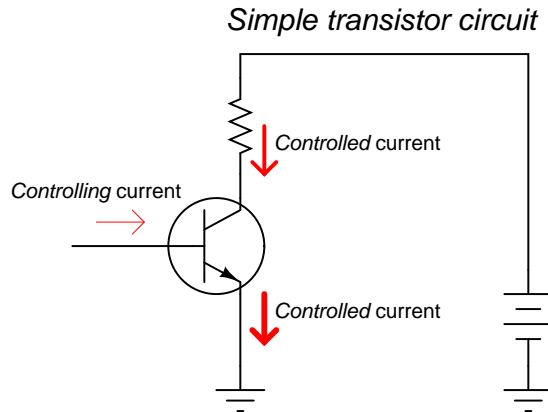 Simple transistor circuit
Controlled current
Controlling current
Controlled current